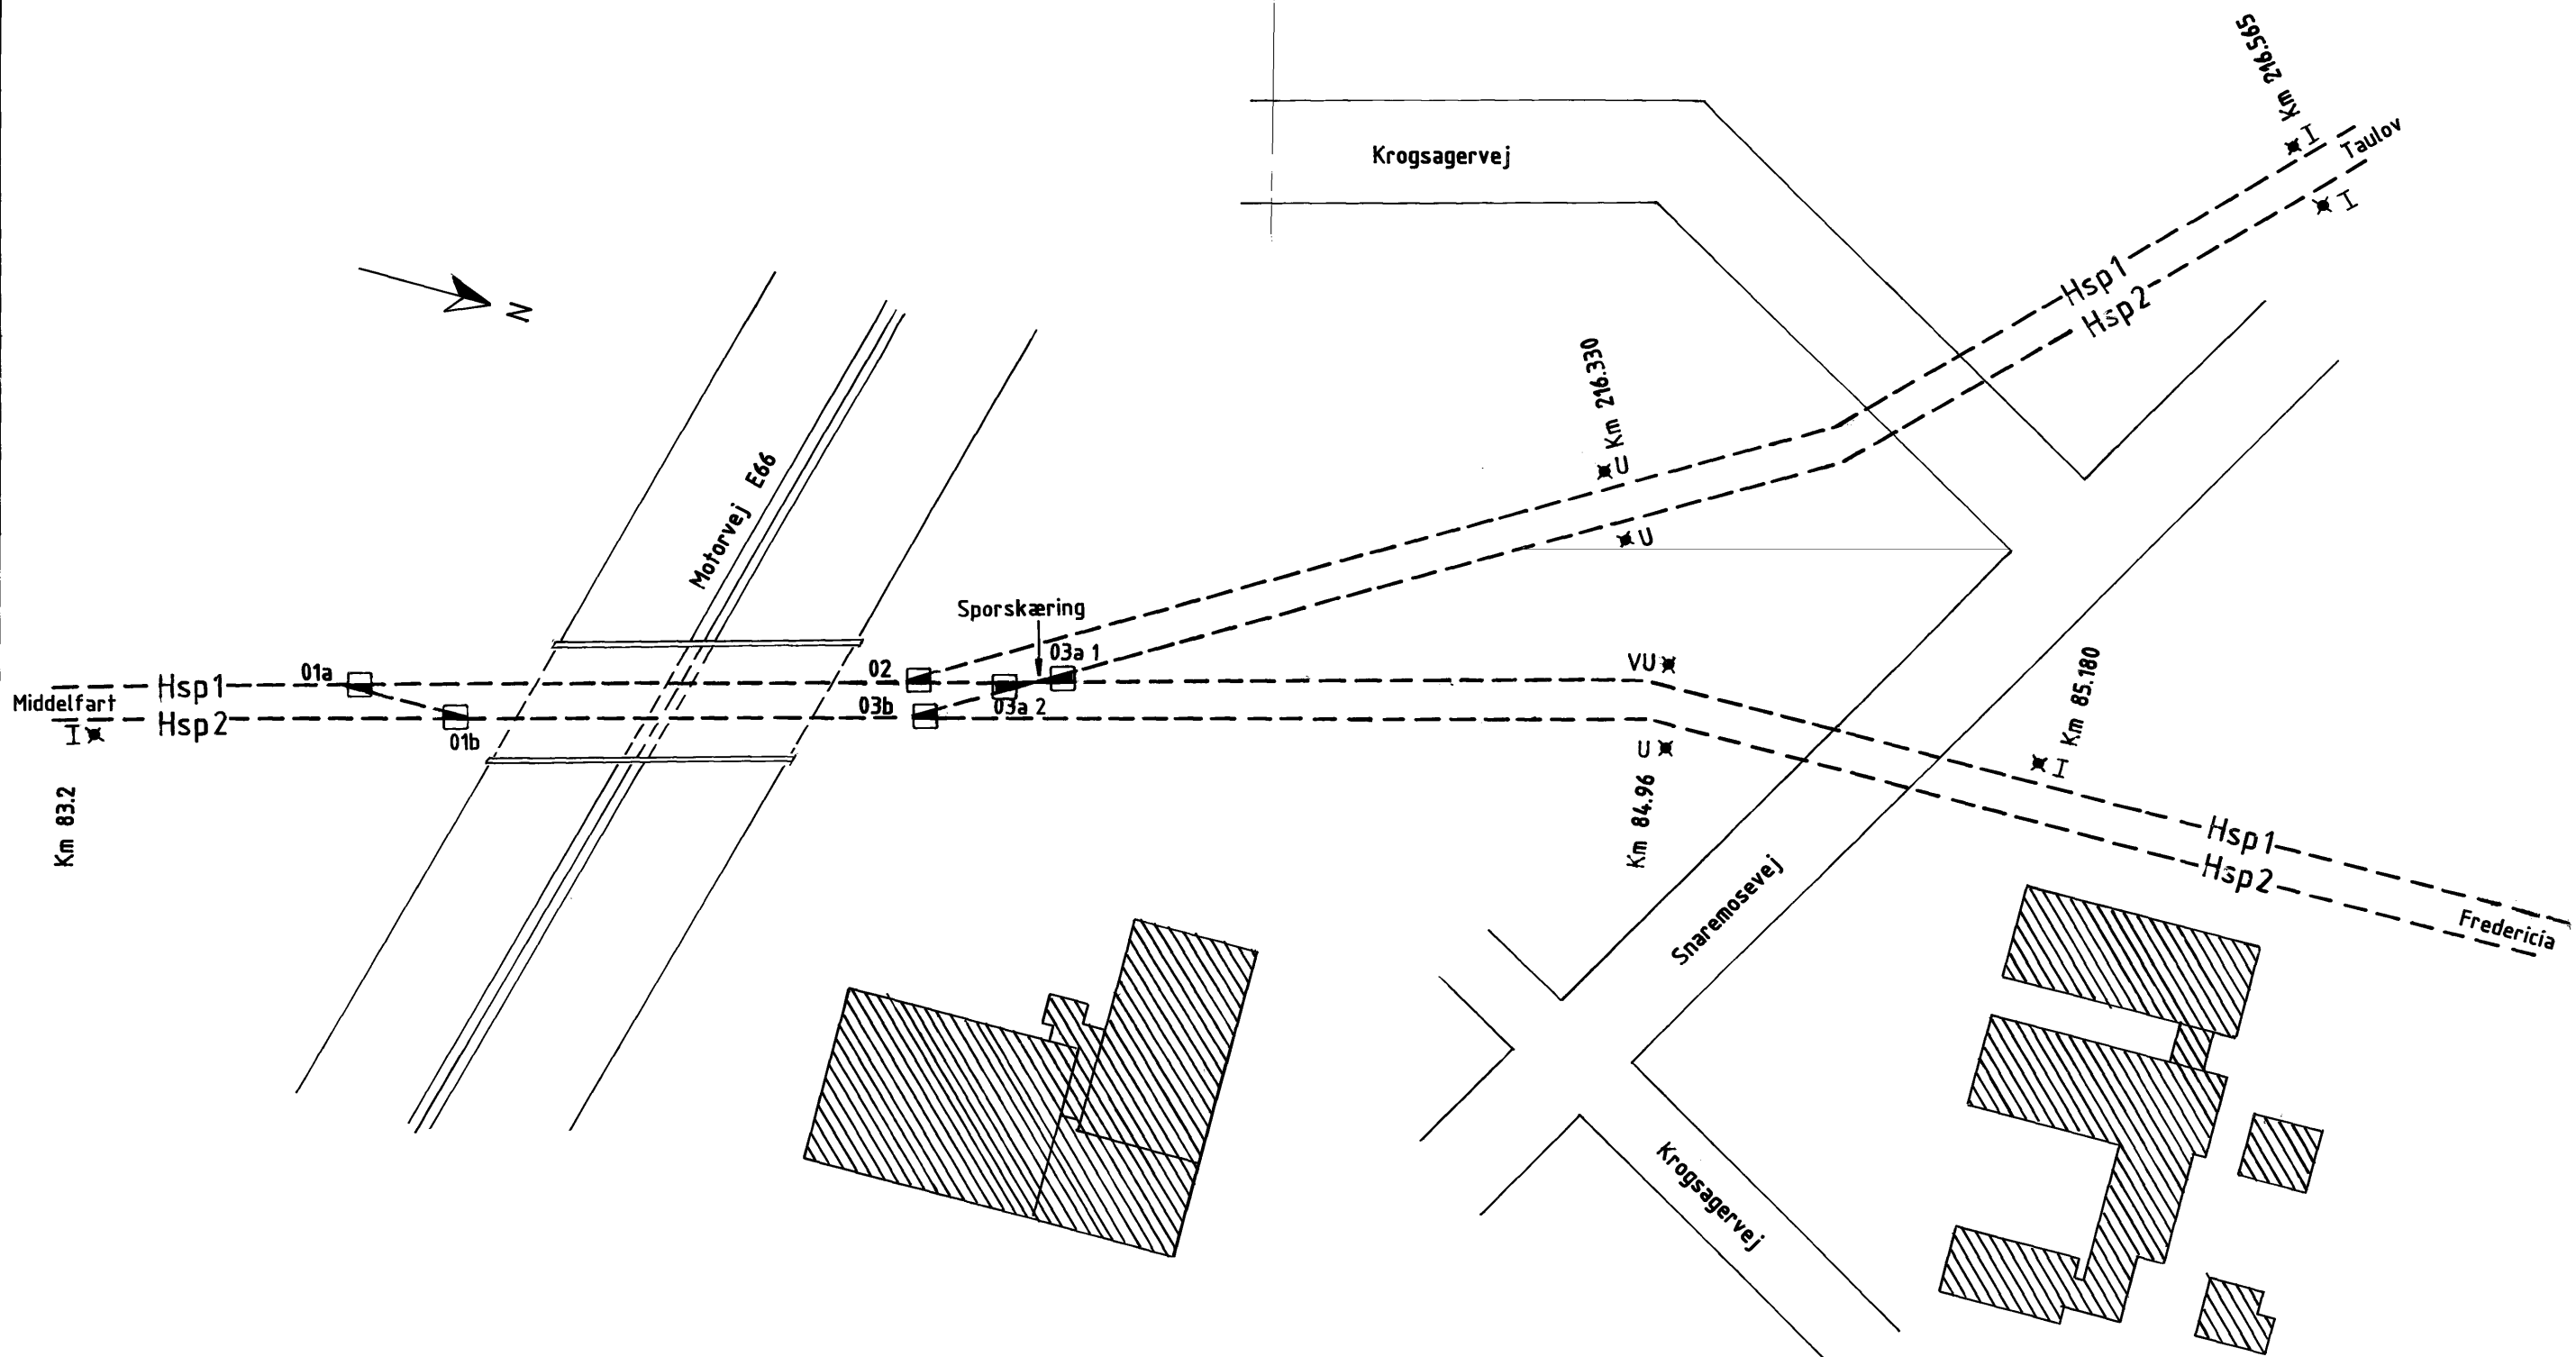 Km 216.565
I
Taulov
I
Krogsagervej
Hsp1
Hsp2
N
Km 216.330
U
U
Motorvej E66
Sporskæring
01a
02
03a 1
VU
Km 85.180
Hsp1
Middelfart
Hsp2
I
01b
03b
03a 2
U
I
Km 83.2
Km 84.96
Hsp1
Hsp2
Fredericia
Snaremosevej
Krogsagervej